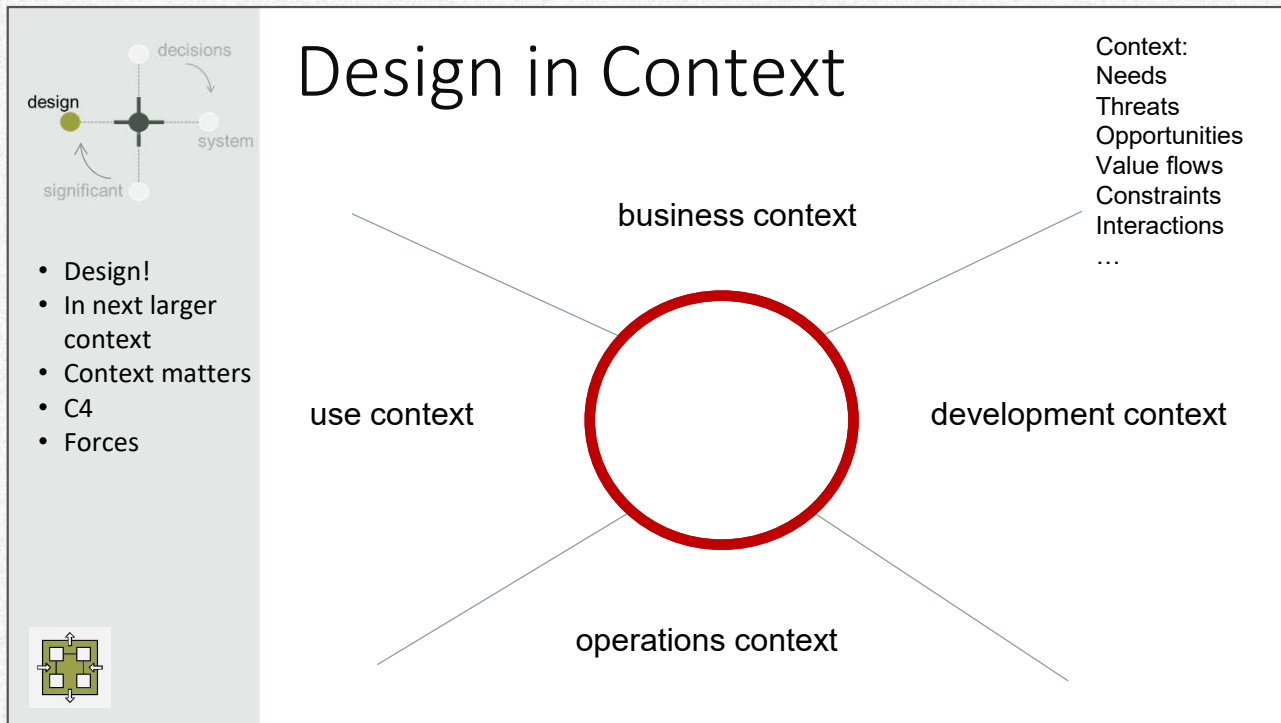 decisions
design
system
significant
• Design!
• In next larger
context
• Context matters
• C4
• Forces
Design in Context
Context:
Needs
Threats
Opportunities
Value flows
Constraints
Interactions
…
business context
use context
development context
operations context